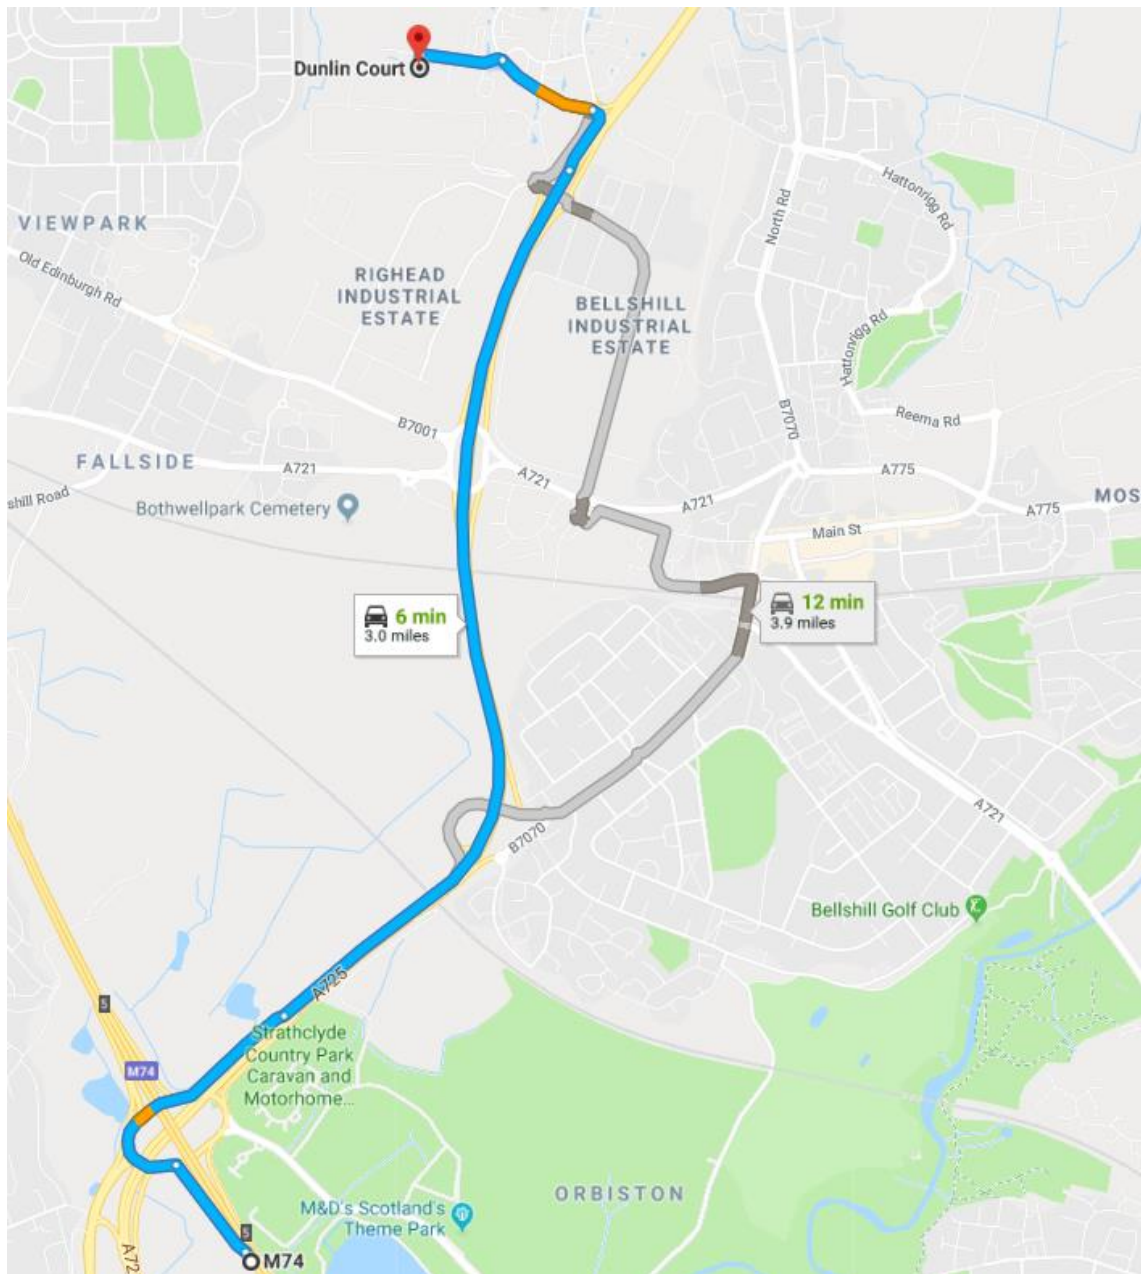 Dunlin Court
Hattonrigg Rd
North Rd
VIEWPARK
Old Edinburgh Rd
RIGHEAD
INDUSTRIAL
ESTATE
BELLSHILL
INDUSTRIAL
ESTATE
Hattonrigg Rd
B7070
Reema Rd
B7001
FALLSIDE
A721
A721
A775
shill Road
Bothwellpark Cemetery
A721
A775
MOS
Main St
6 min
3.0 miles
12 min
3.9 miles
A721
B7070
Bellshill Golf Club
A725
5
Strathclyde
Country Park
Caravan and
Motorhome...
M74
ORBISTON
M&D's Scotland's
Theme Park
5
A72
M74